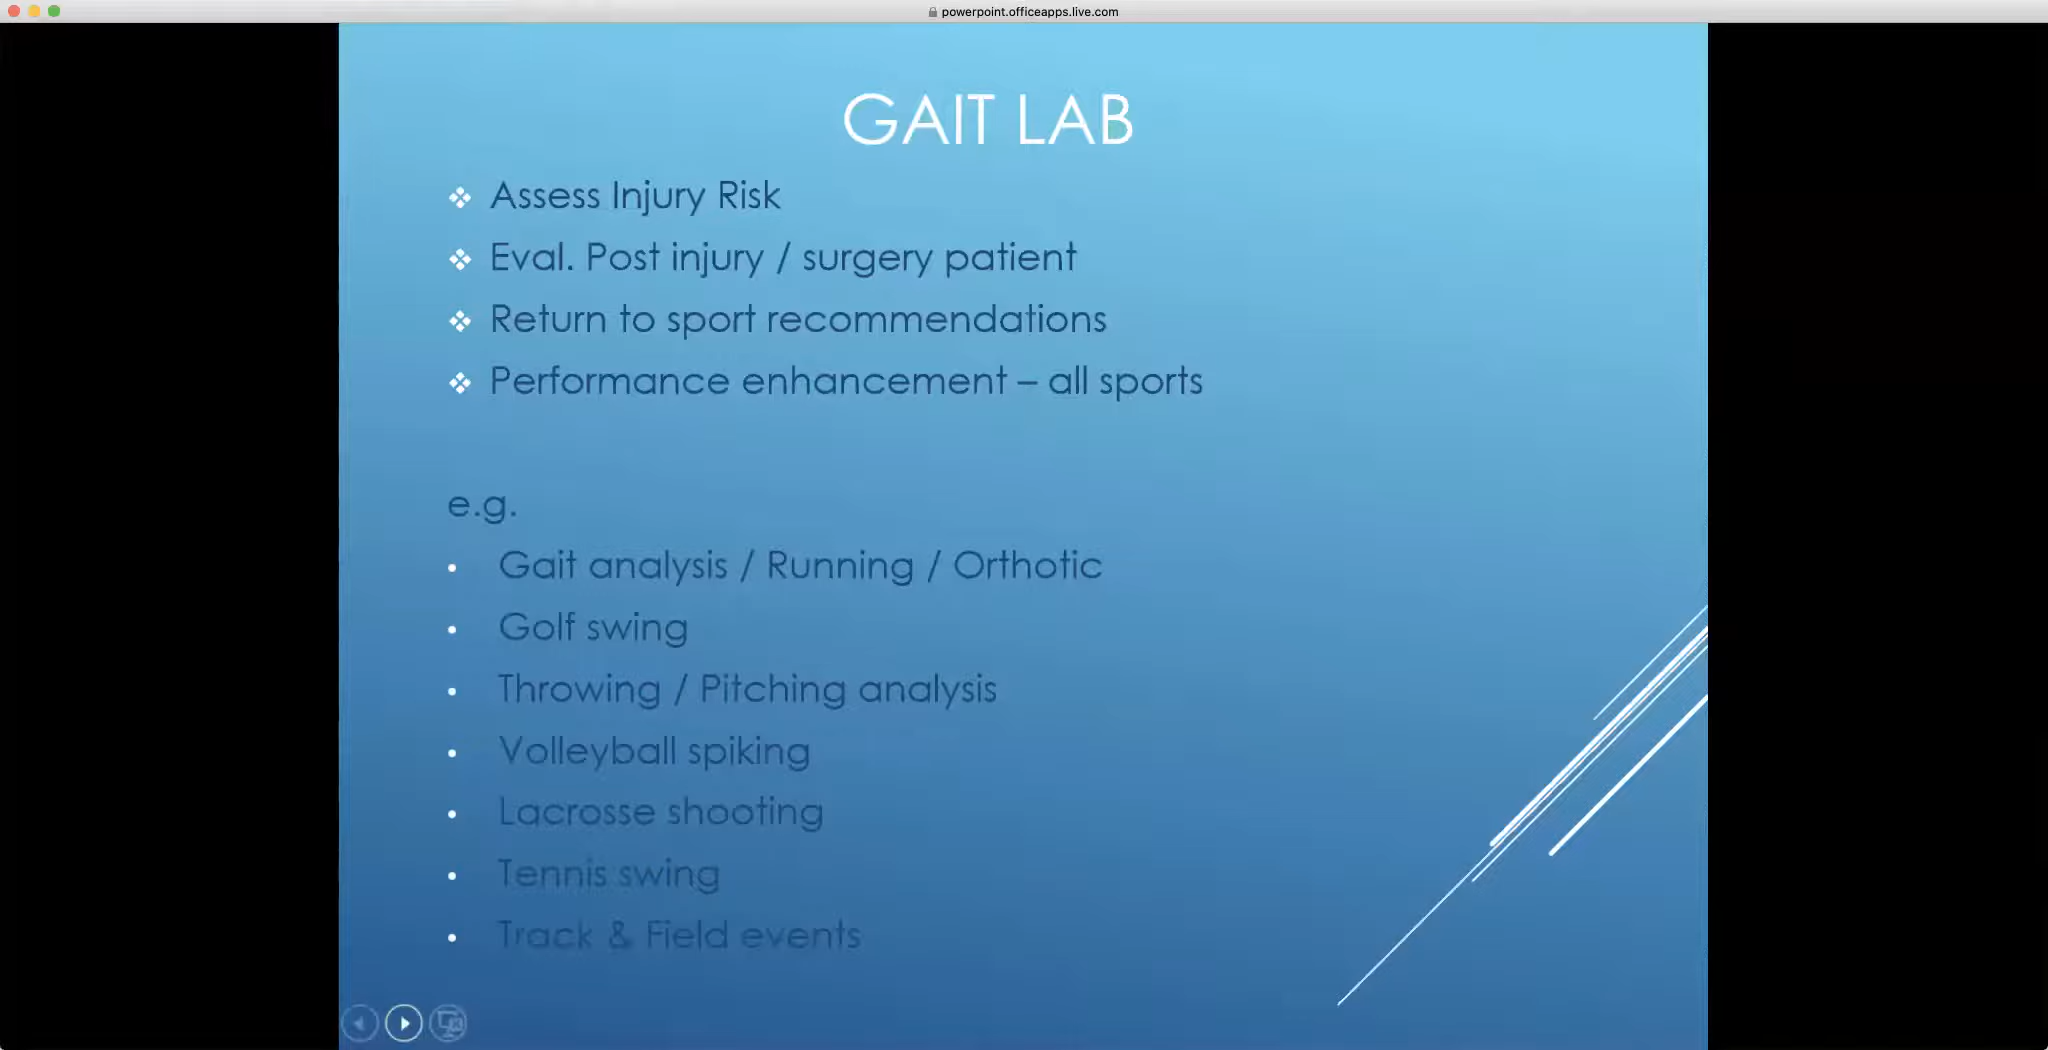 powerpoint.officeapps.live.com
GAIT LAB
Assess Injury Risk
Eval. Post injury / surgery patient
Return to sport recommendations
Performance enhancement – all sports
e.g.
Gait analysis / Running / Orthotic
Golf swing
Throwing / Pitching analysis
Volleyball spiking
Lacrosse shooting
Tennis swing
Track & Field events